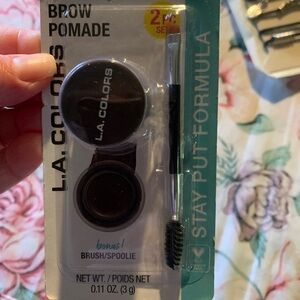 BROW
POMADE
2PC
SET
L.A. COLORS
L.A. COLORS
STAY PUT FORMULA
bonus!
BRUSH/SPOOLIE
NET WT. / POIDS NET
0.11 OZ. (3 g)